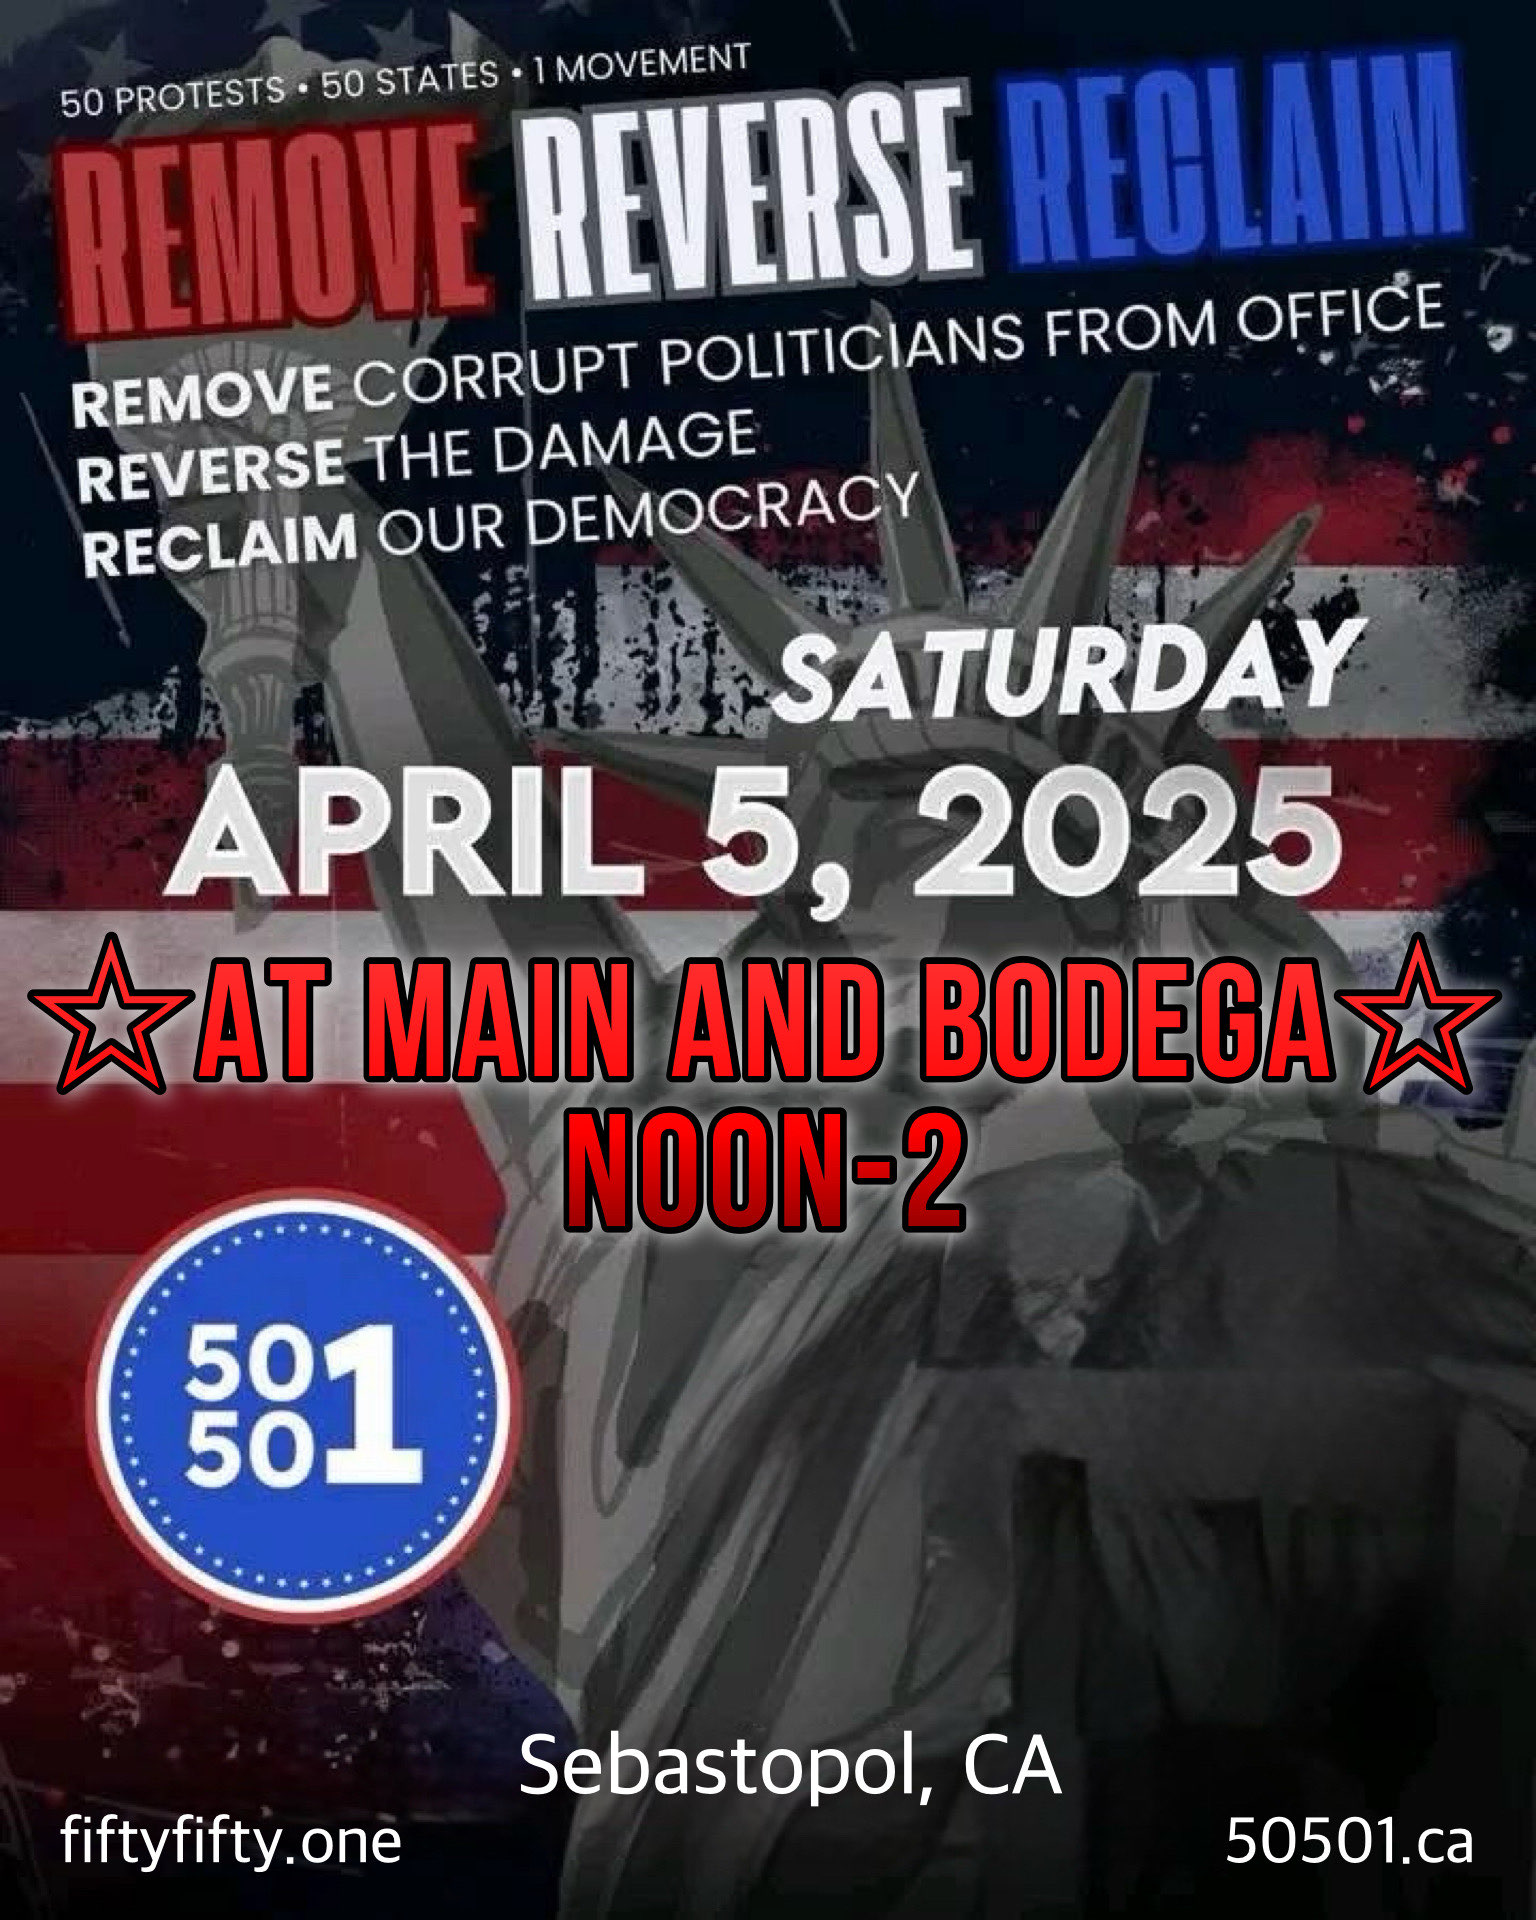 50 PROTESTS • 50 STATES • 1 MOVEMENT
REMOVE REVERSE RECLAIM
REMOVE CORRUPT POLITICIANS FROM OFFICE
REVERSE THE DAMAGE
RECLAIM OUR DEMOCRACY
SATURDAY
APRIL 5, 2025
☆AT MAIN AND BODEGA☆
NOON-2
50
50
1
Sebastopol, CA
fiftyfifty.one
50501.ca